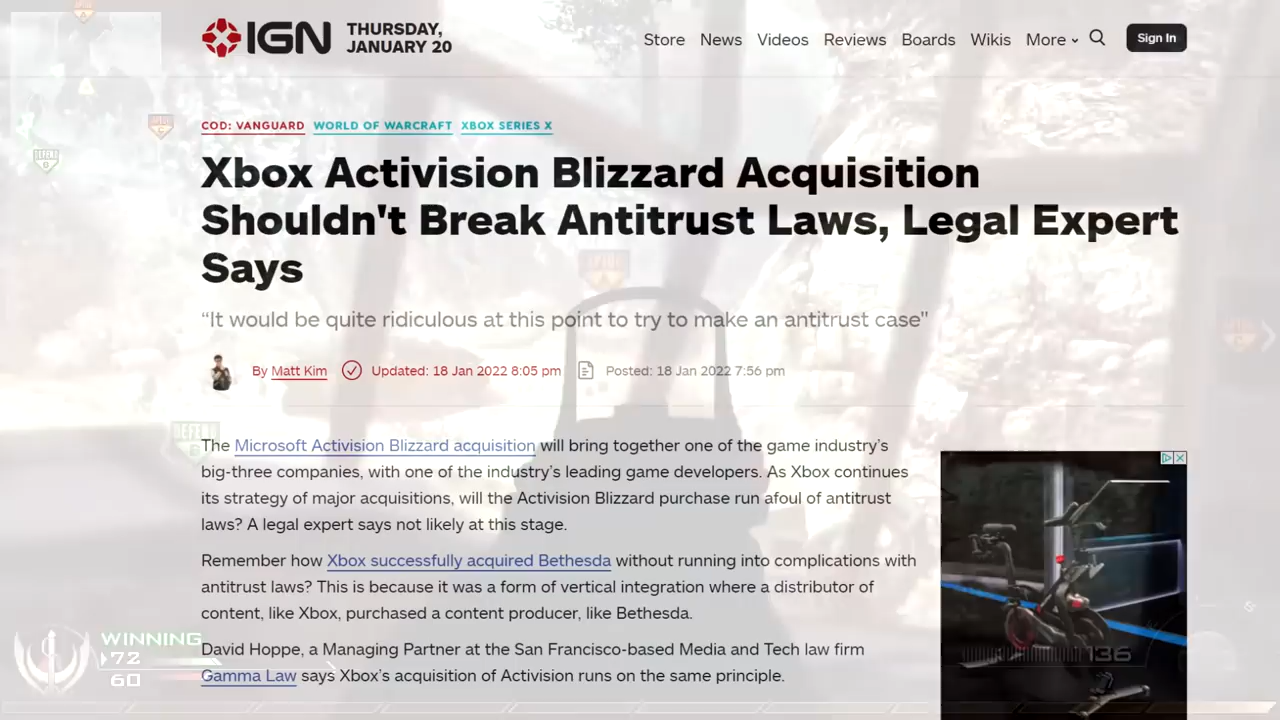 IGN
THURSDAY,
JANUARY 20
Store News Videos Reviews Boards Wikis More
Sign In
COD: VANGUARD WORLD OF WARCRAFT XBOX SERIES X
Xbox Activision Blizzard Acquisition
Shouldn't Break Antitrust Laws, Legal Expert
Says
“It would be quite ridiculous at this point to try to make an antitrust case"
By Matt Kim Updated: 18 Jan 2022 8:05 pm Posted: 18 Jan 2022 7:56 pm
DEFEND
The Microsoft Activision Blizzard acquisition will bring together one of the game industry’s
big-three companies, with one of the industry’s leading game developers. As Xbox continues
its strategy of major acquisitions, will the Activision Blizzard purchase run afoul of antitrust
laws? A legal expert says not likely at this stage.
Remember how Xbox successfully acquired Bethesda without running into complications with
antitrust laws? This is because it was a form of vertical integration where a distributor of
content, like Xbox, purchased a content producer, like Bethesda.
David Hoppe, a Managing Partner at the San Francisco-based Media and Tech law firm
Gamma Law says Xbox’s acquisition of Activision runs on the same principle.
WINNING
72
60
136